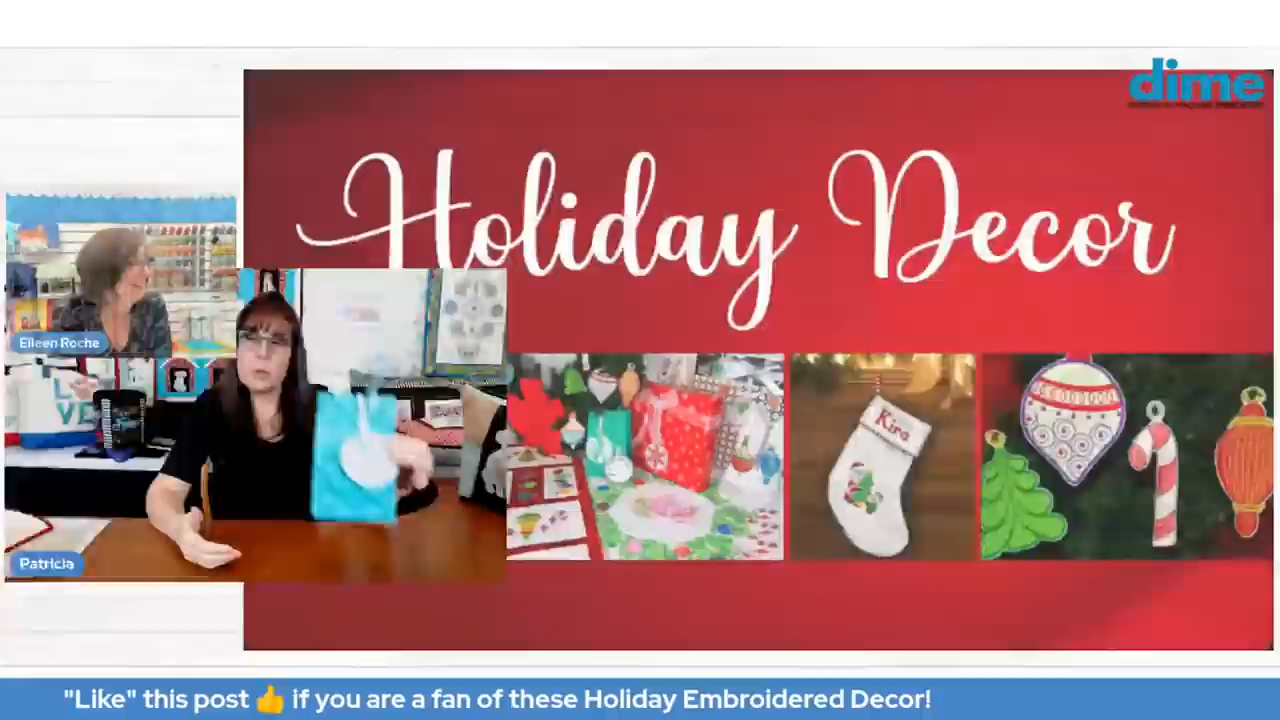 dime
Holiday Decor
Eileen Roche
Kira
Patricia
"Like" this post 👍 if you are a fan of these Holiday Embroidered Decor!